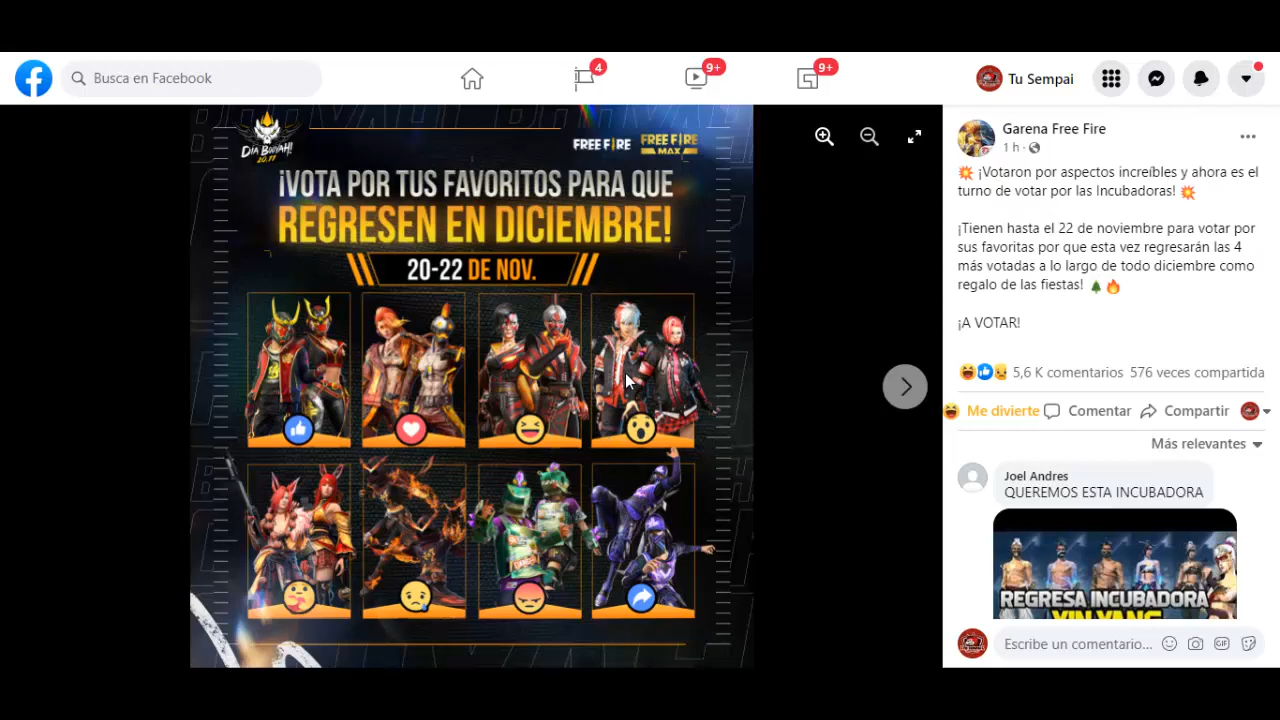 Busca en Facebook
4
9+
9+
Tu Sempai
DÍA BOOYAH!
20.11
FREE FIRE
FREE FIRE
MAX
¡VOTA POR TUS FAVORITOS PARA QUE
REGRESEN EN DICIEMBRE!
20-22 DE NOV.
Garena Free Fire
1 h
¡Votaron por aspectos increíbles y ahora es el
turno de votar por las Incubadoras!
¡Tienen hasta el 22 de noviembre para votar por
sus favoritas por que esta vez regresarán las 4
más votadas a lo largo de todo diciembre como
regalo de las fiestas!
¡A VOTAR!
5,6 K comentarios 576 veces compartida
Me divierte Comentar Compartir
Más relevantes
Joel Andres
QUEREMOS ESTA INCUBADORA
REGRESA INCUBADORA
YIN YANG
Escribe un comentario...
GIF